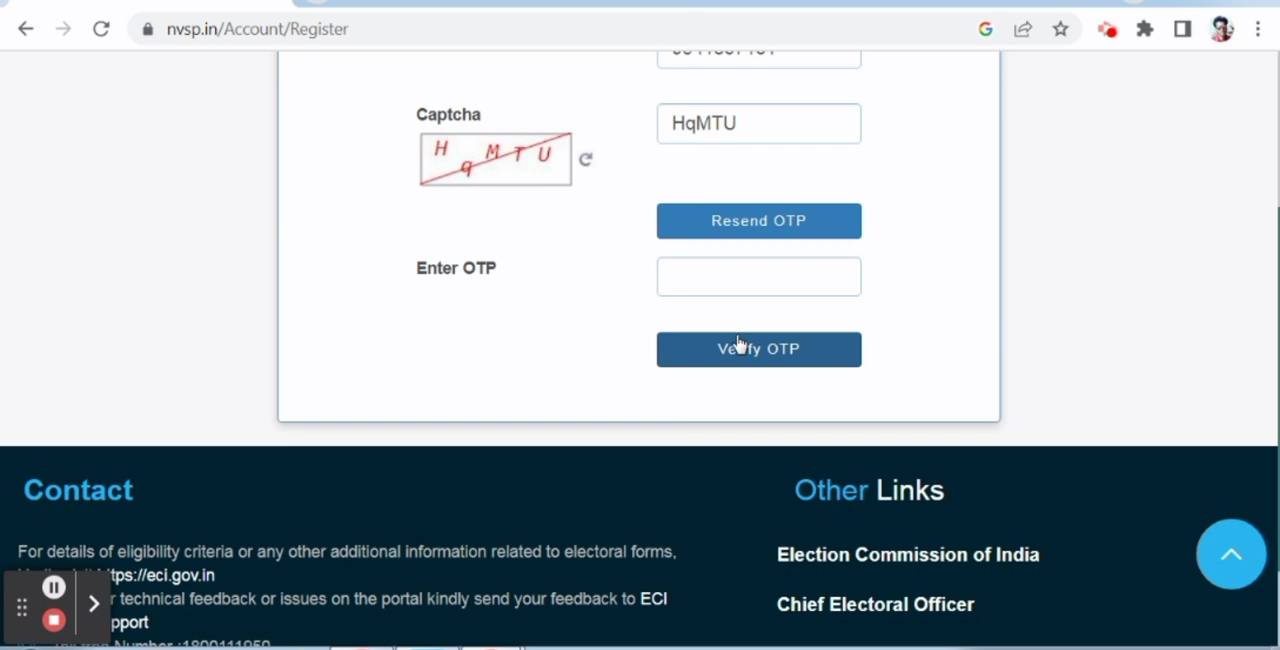 nvsp.in/Account/Register
Captcha
HqMTU
H q M T U
Resend OTP
Enter OTP
Verify OTP
Contact
Other Links
For details of eligibility criteria or any other additional information related to electoral forms,
Election Commission of India
ttps://eci.gov.in
technical feedback or issues on the portal kindly send your feedback to ECI
Chief Electoral Officer
pport